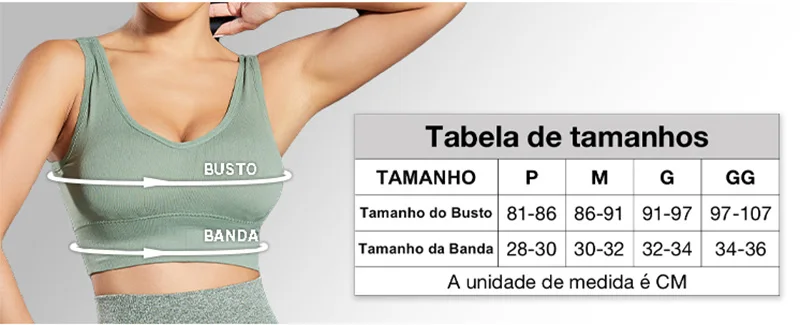 BUSTO
BANDA
Tabela de tamanhos
TAMANHO P M G GG
Tamanho do Busto 81-86 86-91 91-97 97-107
Tamanho da Banda 28-30 30-32 32-34 34-36
A unidade de medida é CM